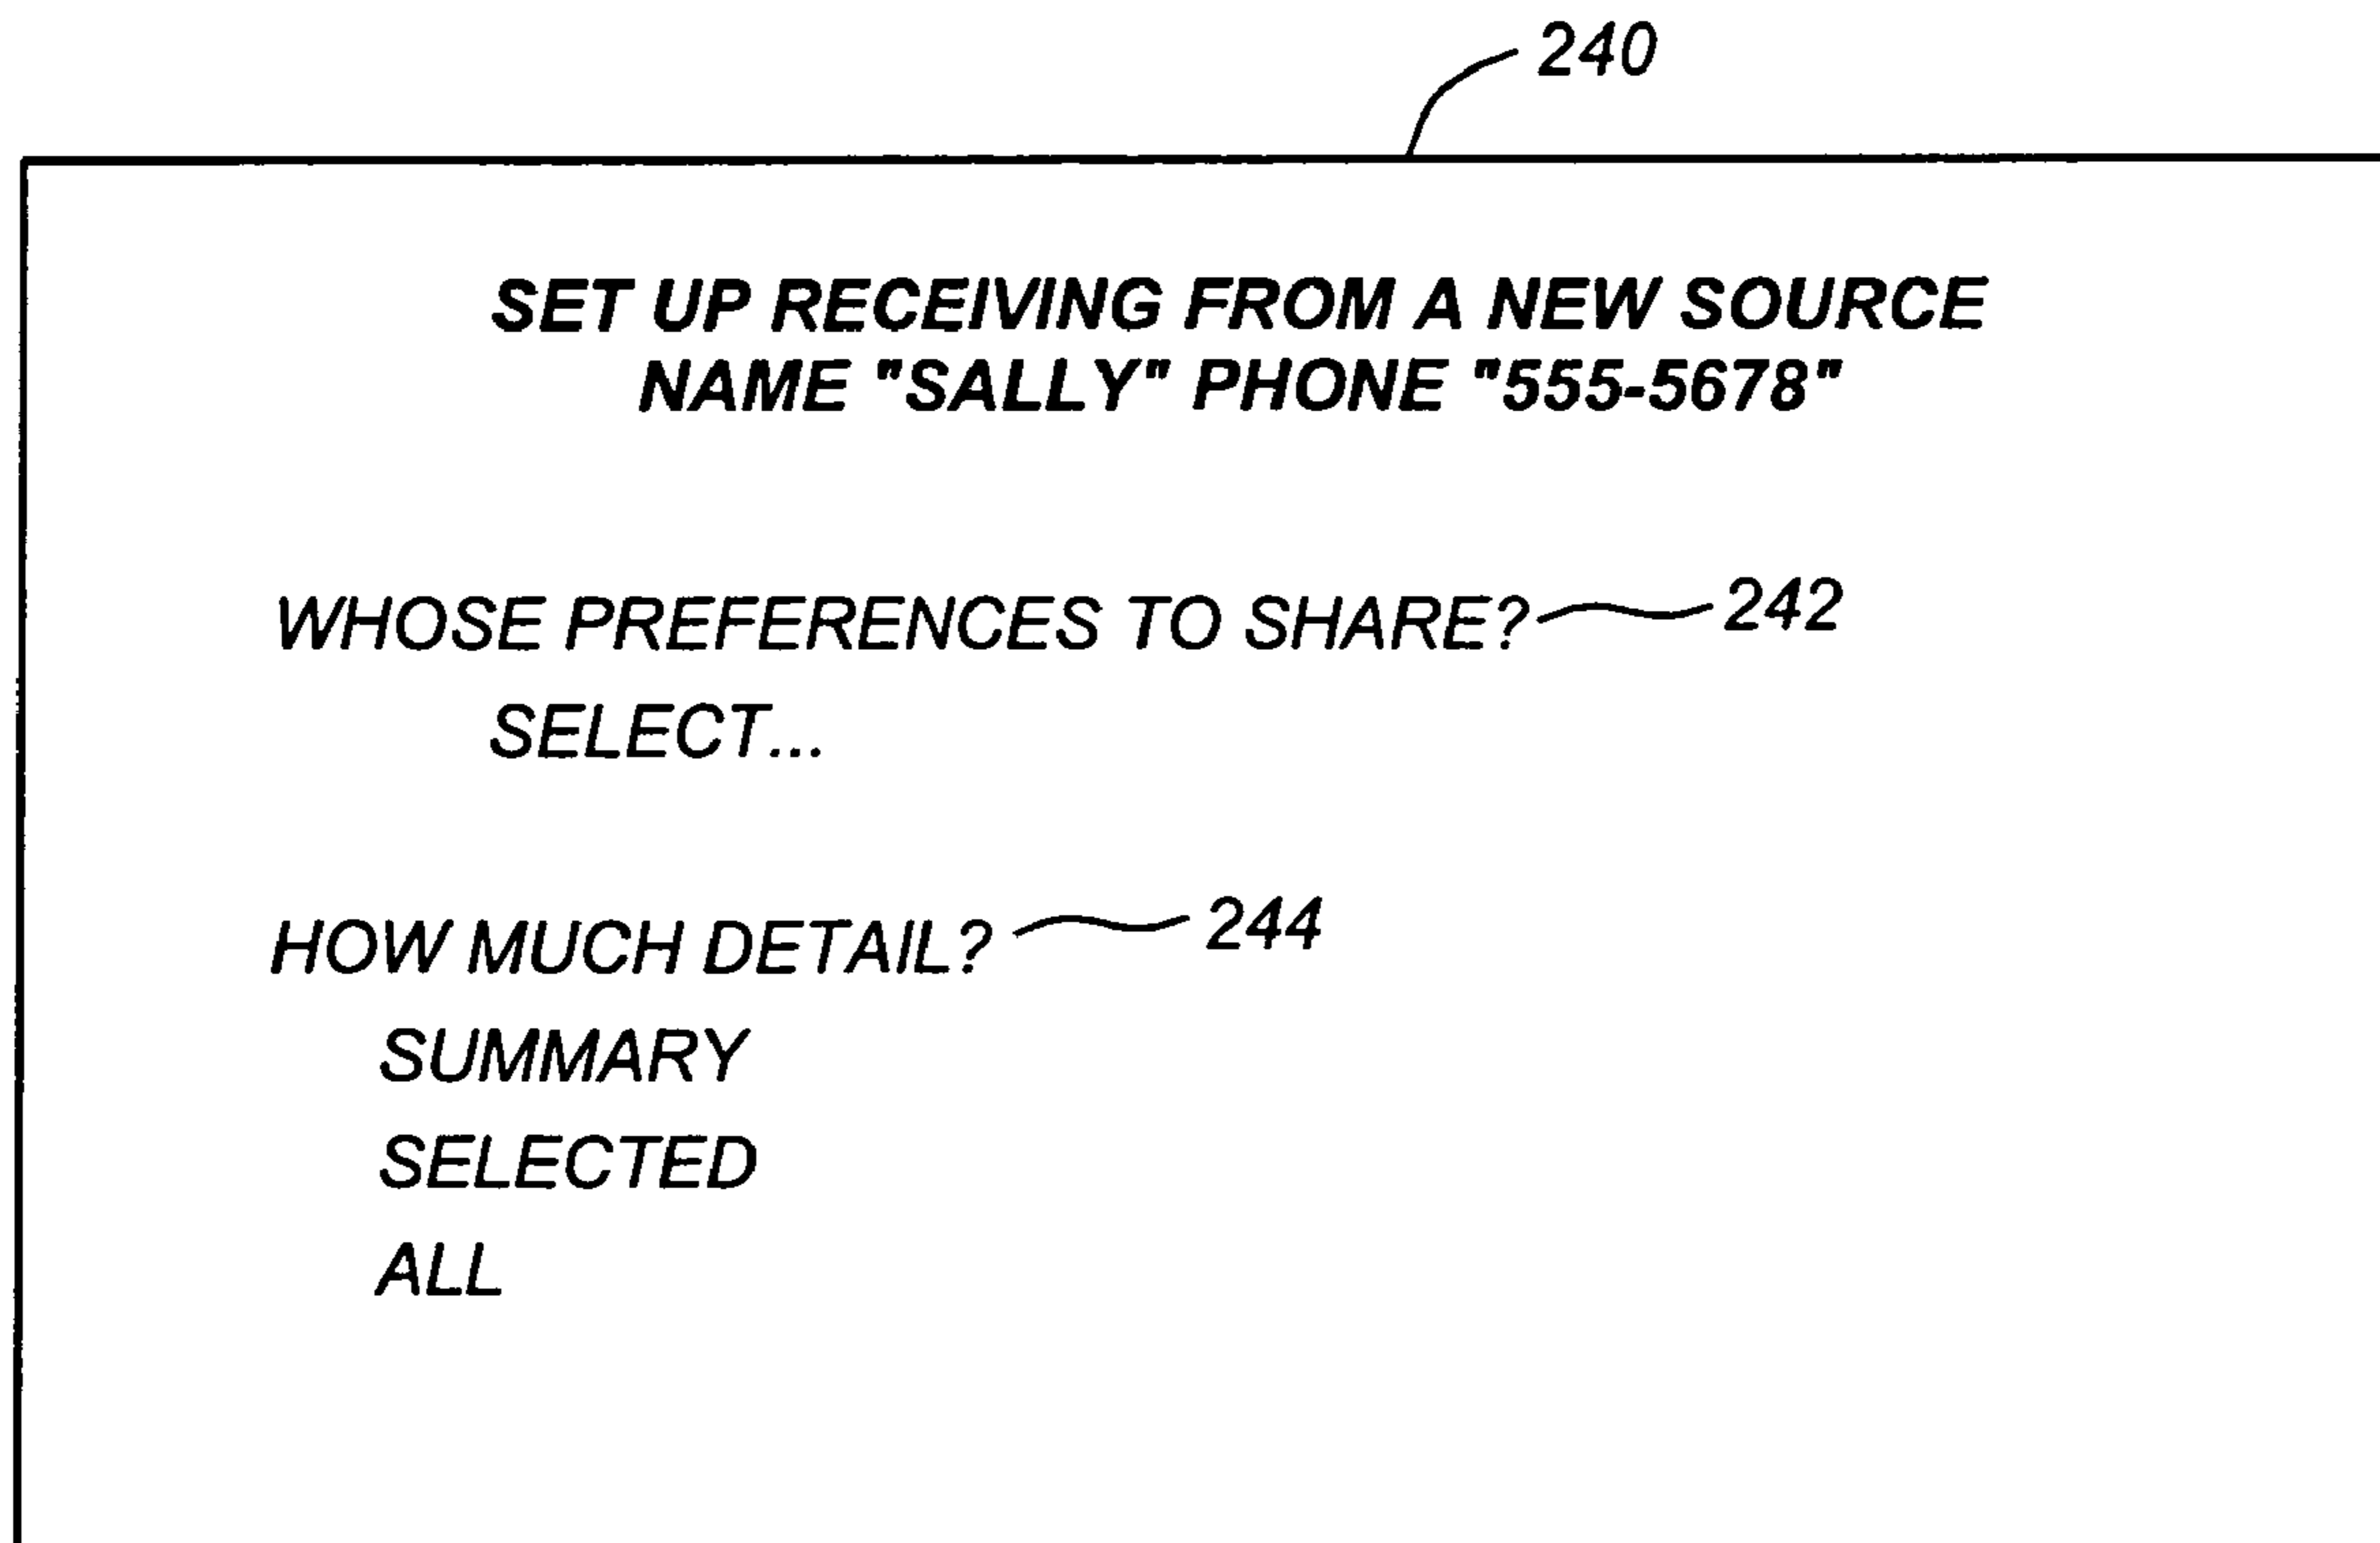 240
SET UP RECEIVING FROM A NEW SOURCE
NAME "SALLY" PHONE "555-5678"
WHOSE PREFERENCES TO SHARE? 242
SELECT...
HOW MUCH DETAIL? 244
SUMMARY
SELECTED
ALL